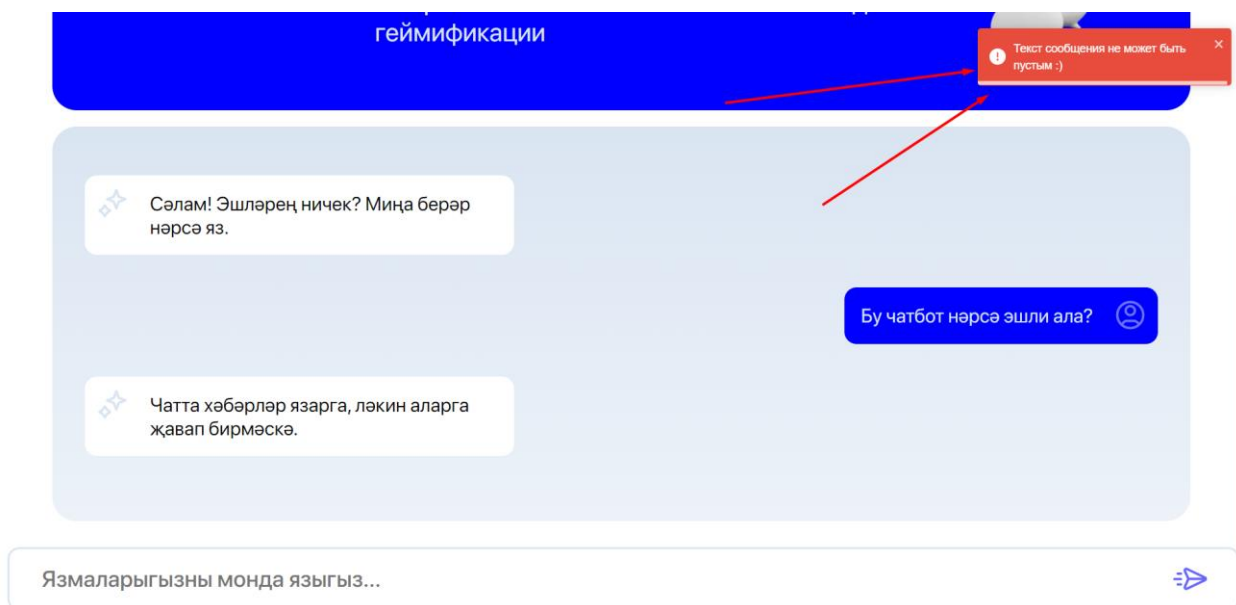 геймификации
Текст сообщения не может быть
пустым :)
Сәлам! Эшләрең ничек? Миңа берәр
нәрсә яз.
Бу чатбот нәрсә эшли ала?
Чатта хәбәрләр язарга, ләкин аларга
җавап бирмәскә.
Язмаларыгызны монда языгыз...